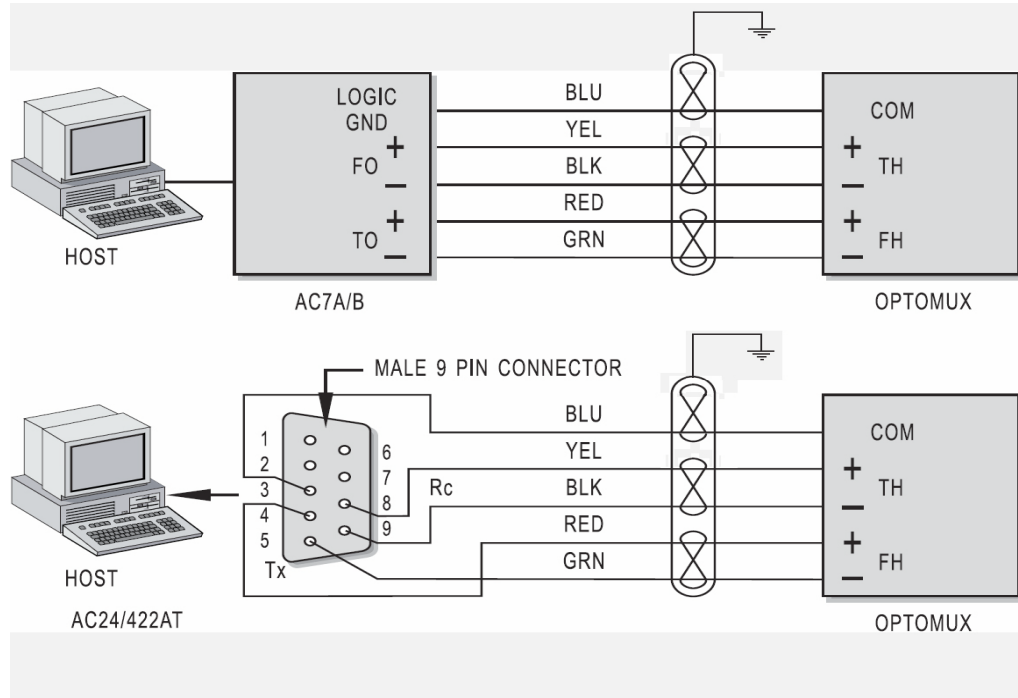 LOGIC
GND
FO
+
−
TO
+
−
BLU
YEL
BLK
RED
GRN
COM
+
TH
−
+
FH
−
HOST
AC7A/B
OPTOMUX
MALE 9 PIN CONNECTOR
1
2
3
4
5
6
7
8
9
Rc
Tx
BLU
YEL
BLK
RED
GRN
COM
+
TH
−
+
FH
−
HOST
AC24/422AT
OPTOMUX